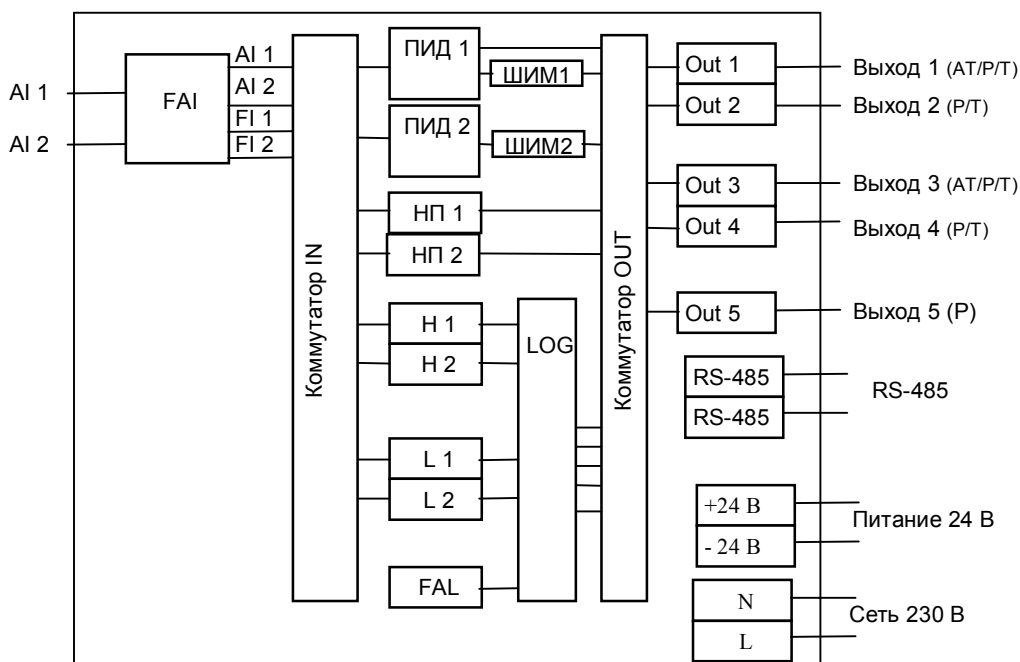 AI 1
AI 2
FAI
AI 1
AI 2
FI 1
FI 2
Коммутатор IN
ПИД 1
ШИМ1
ПИД 2
ШИМ2
НП 1
НП 2
H 1
H 2
L 1
L 2
FAL
LOG
Коммутатор OUT
Out 1
Выход 1 (АТ/Р/Т)
Out 2
Выход 2 (Р/Т)
Out 3
Выход 3 (АТ/Р/Т)
Out 4
Выход 4 (Р/Т)
Out 5
Выход 5 (Р)
RS-485
RS-485
RS-485
+24 В
- 24 В
Питание 24 В
N
L
Сеть 230 В